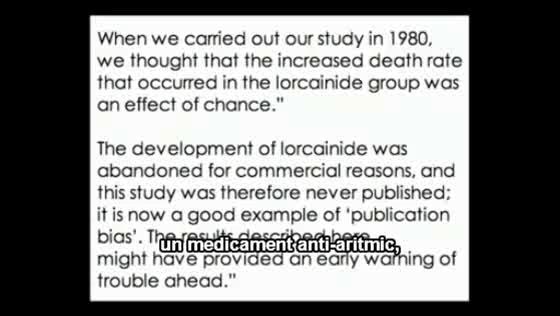 When we carried out our study in 1980,
we thought that the increased death rate
that occurred in the lorcainide group was
an effect of chance.”
The development of lorcainide was
abandoned for commercial reasons, and
this study was therefore never published;
it is now a good example of ‘publication
bias’. The results described here
un medicament anti-aritmic,
might have provided an early warning of
trouble ahead.”